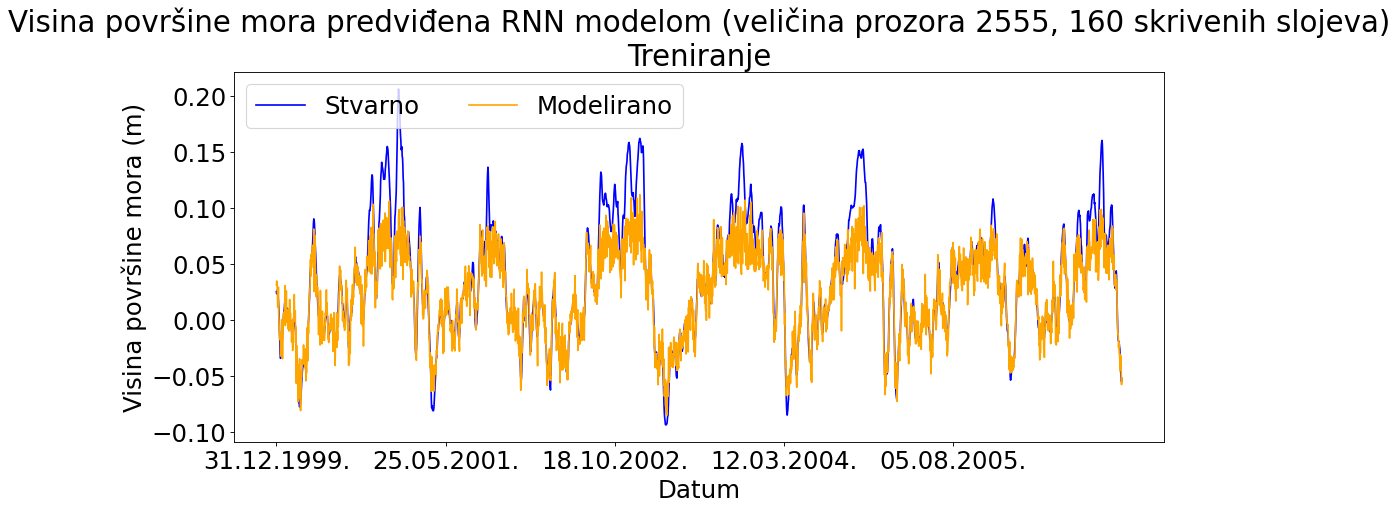 Visina površine mora predviđena RNN modelom (veličina prozora 2555, 160 skrivenih slojeva)
Treniranje
Stvarno
Modelirano
Visina površine mora (m)
0.20
0.15
0.10
0.05
0.00
−0.05
−0.10
31.12.1999.
25.05.2001.
18.10.2002.
12.03.2004.
05.08.2005.
Datum